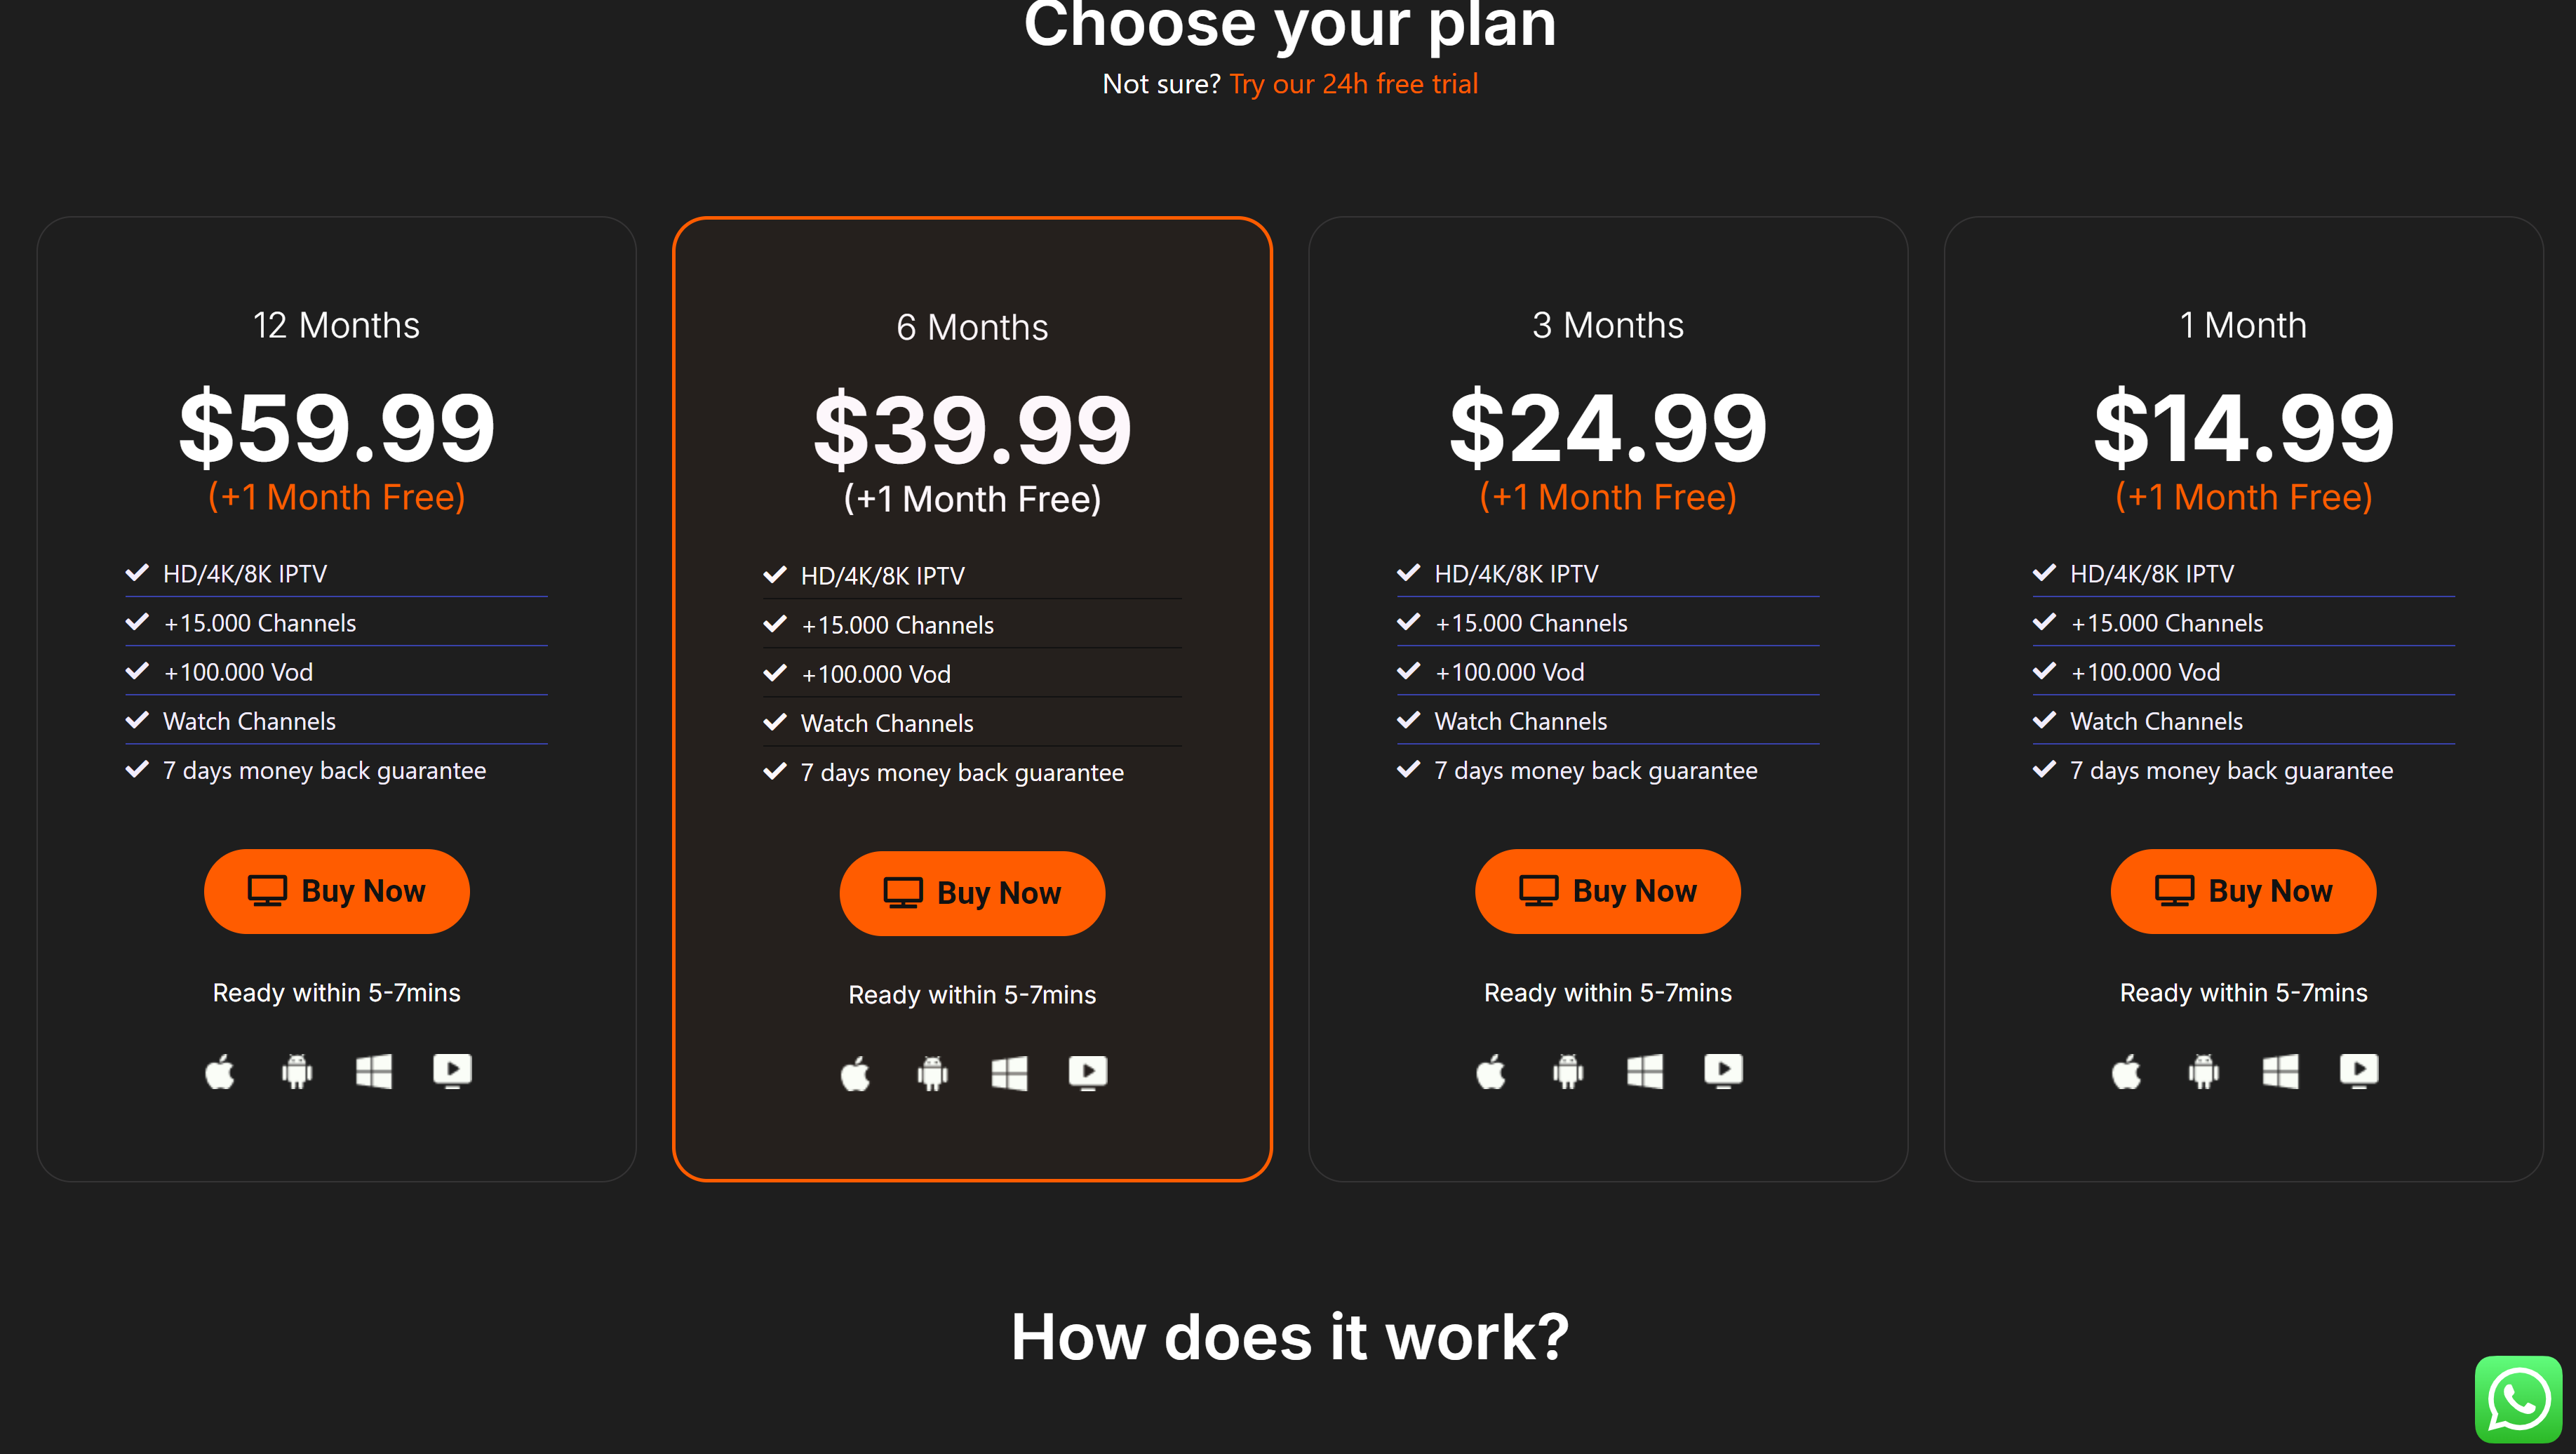 Choose your plan
Not sure? Try our 24h free trial
12 Months
$59.99
(+1 Month Free)
HD/4K/8K IPTV
+15.000 Channels
+100.000 Vod
Watch Channels
7 days money back guarantee
Buy Now
Ready within 5-7mins
6 Months
$39.99
(+1 Month Free)
HD/4K/8K IPTV
+15.000 Channels
+100.000 Vod
Watch Channels
7 days money back guarantee
Buy Now
Ready within 5-7mins
3 Months
$24.99
(+1 Month Free)
HD/4K/8K IPTV
+15.000 Channels
+100.000 Vod
Watch Channels
7 days money back guarantee
Buy Now
Ready within 5-7mins
1 Month
$14.99
(+1 Month Free)
HD/4K/8K IPTV
+15.000 Channels
+100.000 Vod
Watch Channels
7 days money back guarantee
Buy Now
Ready within 5-7mins
How does it work?